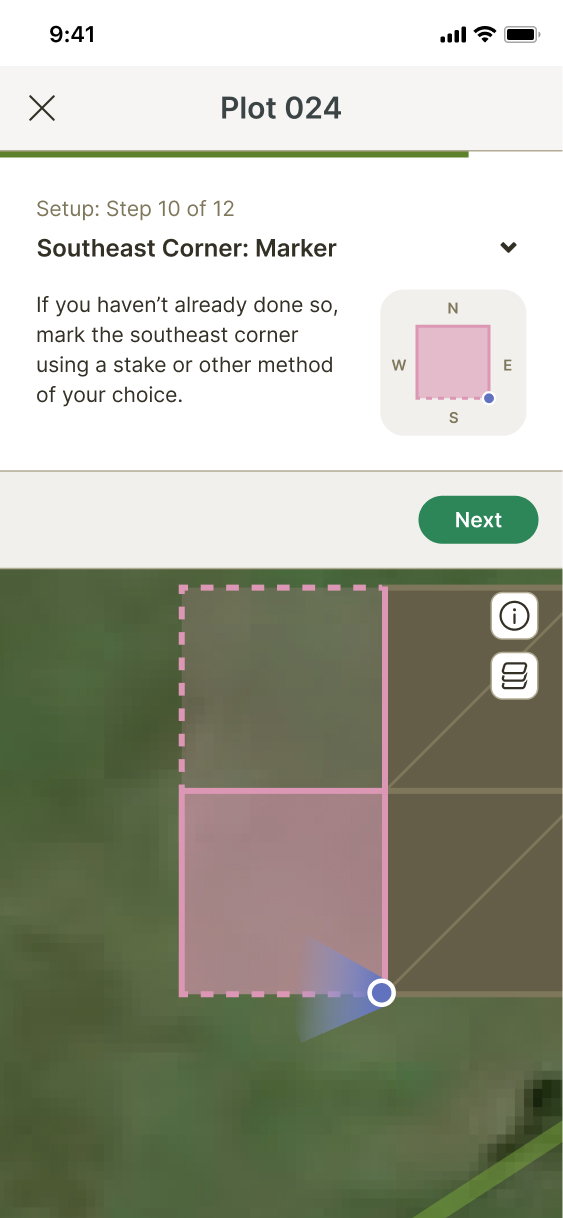 9:41
Plot 024
Setup: Step 10 of 12
Southeast Corner: Marker
If you haven’t already done so,
mark the southeast corner
using a stake or other method
of your choice.
N
W E
S
Next